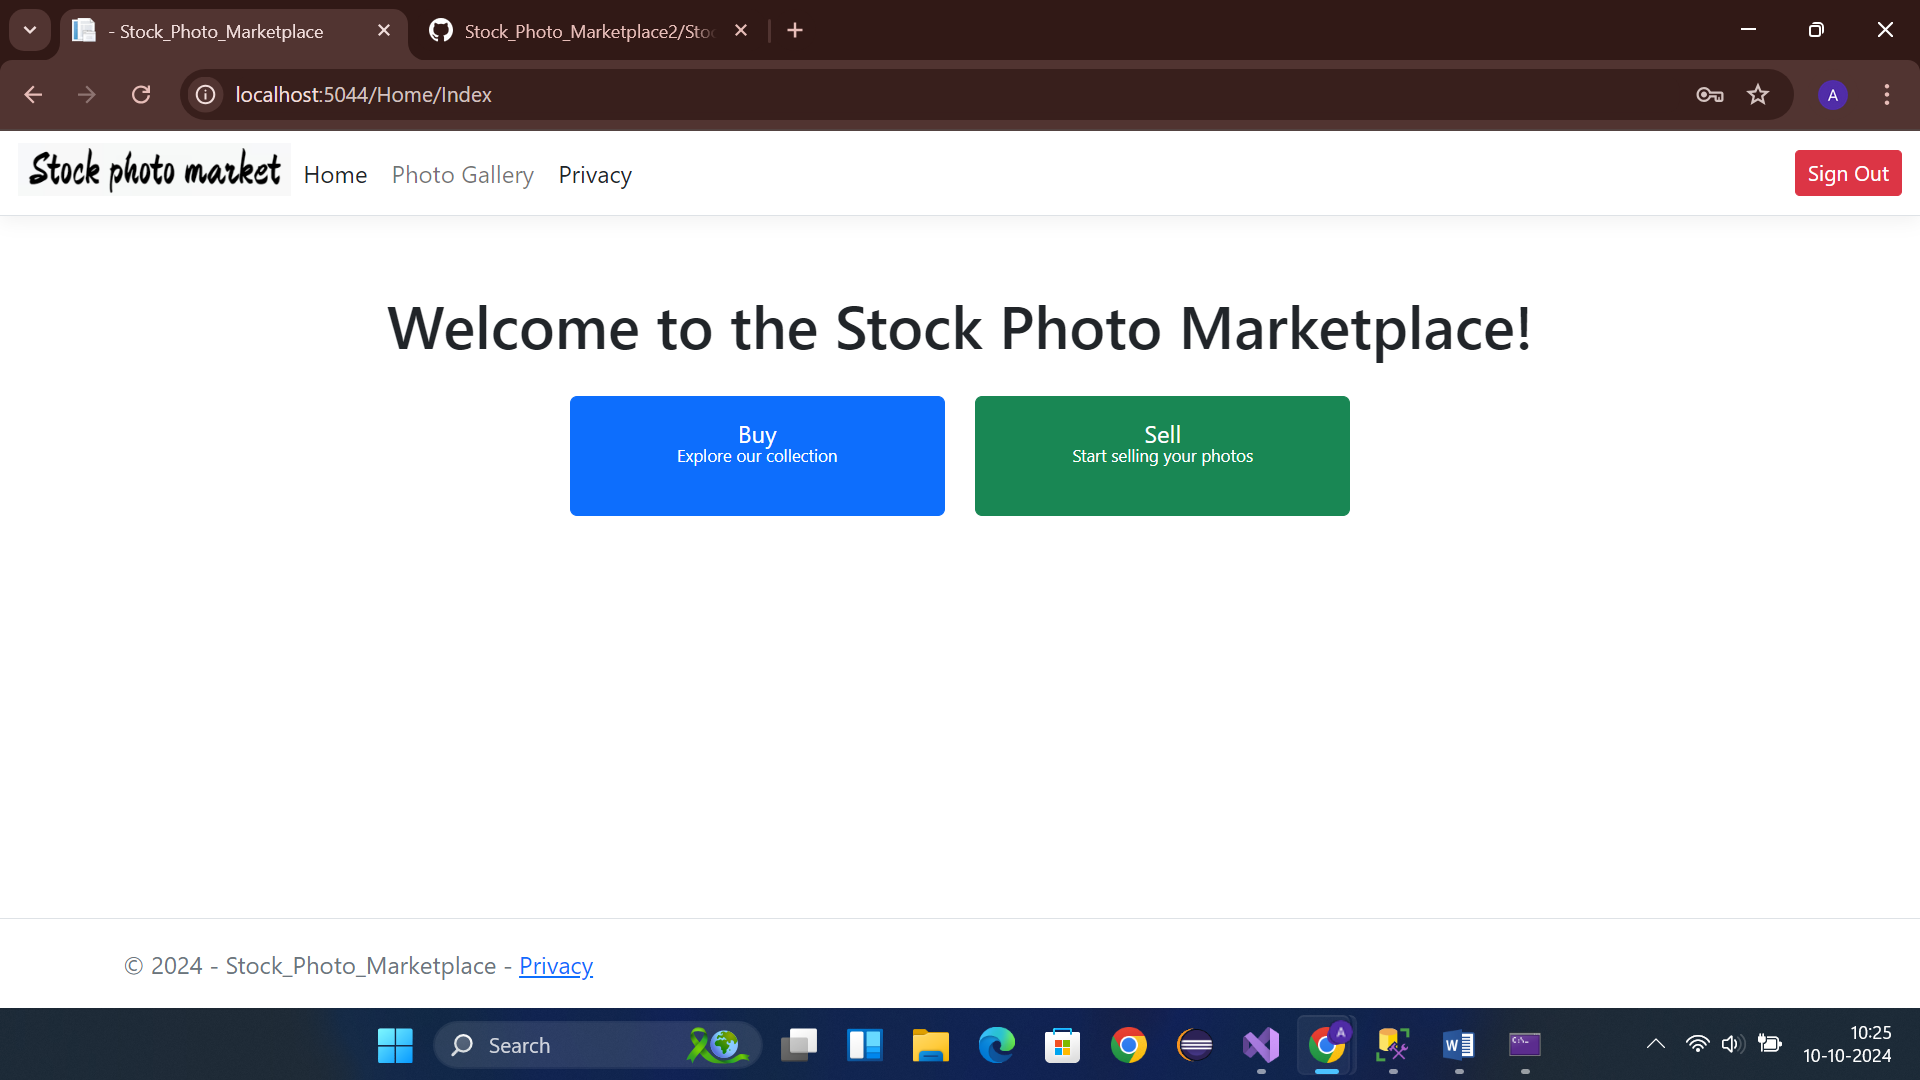 - Stock_Photo_Marketplace
Stock_Photo_Marketplace2/Stoc
localhost:5044/Home/Index
A
Stock photo market
Home
Photo Gallery
Privacy
Sign Out
Welcome to the Stock Photo Marketplace!
Buy
Explore our collection
Sell
Start selling your photos
© 2024 - Stock_Photo_Marketplace - Privacy
Search
A
W
10:25
10-10-2024